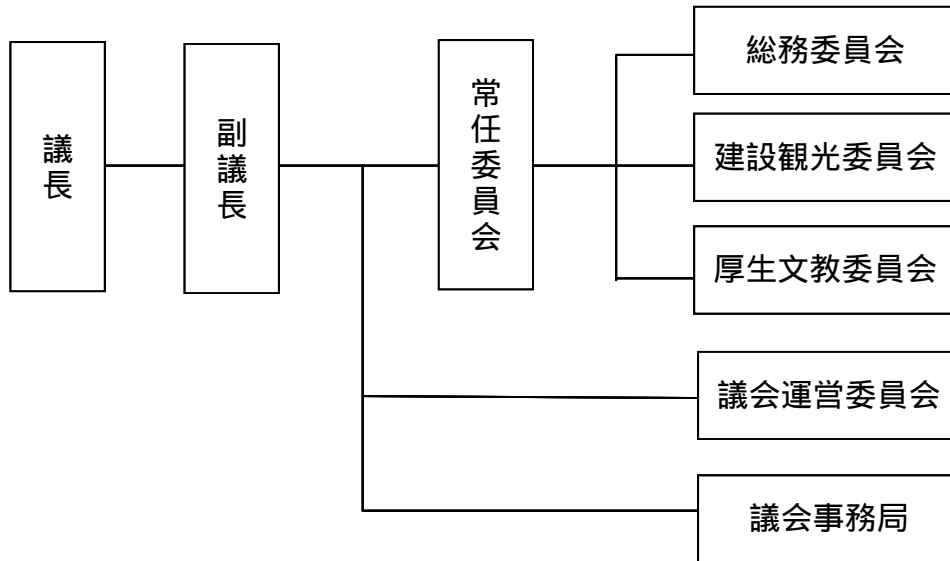 議長
副議長
常任委員会
総務委員会
建設観光委員会
厚生文教委員会
議会運営委員会
議会事務局